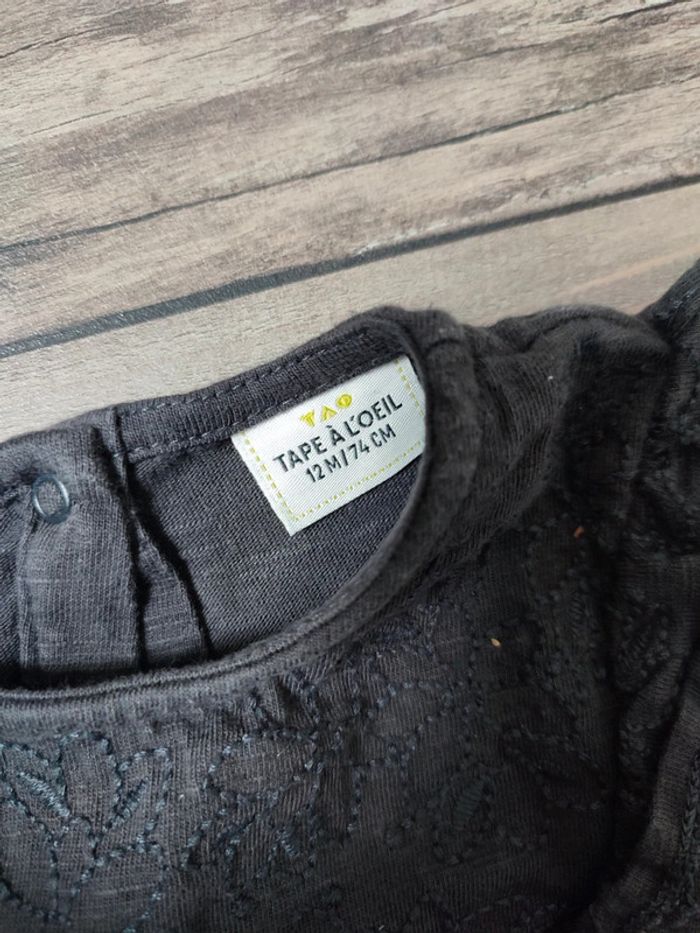 TAO
TAPE À L'OEIL
12 M / 74 CM